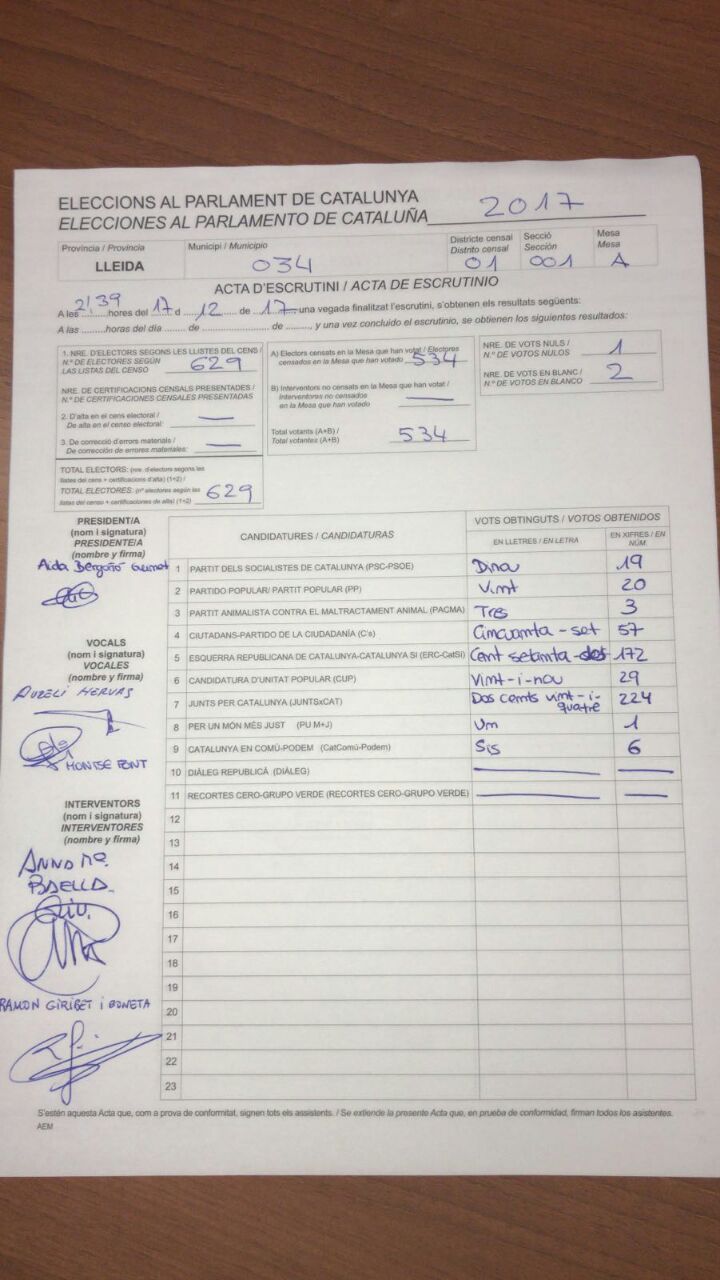 ELECCIONS AL PARLAMENT DE CATALUNYA
ELECCIONES AL PARLAMENTO DE CATALUÑA 2017
Província / Provincia
LLEIDA
Municipi / Municipio
034
Districte censal
Distrito censal
01
Secció
Sección
001
Mesa
Mesa
A
ACTA D'ESCRUTINI / ACTA DE ESCRUTINIO
A les 21'39 hores del 17 d 12 de 17 una vegada finalitzat l'escrutini, s'obtenen els resultats següents:
A las ..........horas del día ......... de .......................... de ........., y una vez concluido el escrutinio, se obtienen los siguientes resultados:
1. NRE. D'ELECTORS SEGONS LES LLISTES DEL CENS /
N.º DE ELECTORES SEGÚN
LAS LISTAS DEL CENSO 629
NRE. DE CERTIFICACIONS CENSALS PRESENTADES /
N.º DE CERTIFICACIONES CENSALES PRESENTADAS
2. D'alta en el cens electoral /
De alta en el censo electoral: —
3. De correcció d'errors materials /
De corrección de errores materiales: —
TOTAL ELECTORS: (nre. d'electors segons les
llistes del cens + certificacions d'alta) (1+2) /
TOTAL ELECTORES: (nº electores según las
listas del censo + certificaciones de alta) (1+2) 629
A) Electors censats en la Mesa que han votat / Electores
censados en la Mesa que han votado 534
B) Interventors no censats en la Mesa que han votat /
Interventores no censados
en la Mesa que han votado —
Total votants (A+B) /
Total votantes (A+B) 534
NRE. DE VOTS NULS /
N.º DE VOTOS NULOS 1
NRE. DE VOTS EN BLANC /
N.º DE VOTOS EN BLANCO 2
PRESIDENT/A
(nom i signatura)
PRESIDENTE/A
(nombre y firma)
VOCALS
(nom i signatura)
VOCALES
(nombre y firma)
AURELI HERVAS
MONTSE FONT
INTERVENTORS
(nom i signatura)
INTERVENTORES
(nombre y firma)
ANNA Mª.
RAMON GIRIBET i BONETA
CANDIDATURES / CANDIDATURAS
VOTS OBTINGUTS / VOTOS OBTENIDOS
EN LLETRES / EN LETRA
EN XIFRES / EN NÚM.
1 PARTIT DELS SOCIALISTES DE CATALUNYA (PSC-PSOE) 19
2 PARTIDO POPULAR/ PARTIT POPULAR (PP) Vint 20
3 PARTIT ANIMALISTA CONTRA EL MALTRACTAMENT ANIMAL (PACMA) Tres 3
4 CIUTADANS-PARTIDO DE LA CIUDADANÍA (C's) Cincuanta-set 57
5 ESQUERRA REPUBLICANA DE CATALUNYA-CATALUNYA SÍ (ERC-CatSí) Cent setanta-dos 172
6 CANDIDATURA D'UNITAT POPULAR (CUP) Vint-i-nou 29
7 JUNTS PER CATALUNYA (JUNTSxCAT) Dos cents vint-i-quatre 224
8 PER UN MÓN MÉS JUST (PU M+J) Un 1
9 CATALUNYA EN COMÚ-PODEM (CatComú-Podem) Sis 6
10 DIÀLEG REPUBLICÀ (DIÀLEG) — —
11 RECORTES CERO-GRUPO VERDE (RECORTES CERO-GRUPO VERDE) — —
12
13
14
15
16
17
18
19
20
21
22
23
S'estén aquesta Acta que, com a prova de conformitat, signen tots els assistents. / Se extiende la presente Acta que, en prueba de conformidad, firman todos los asistentes.
AEM